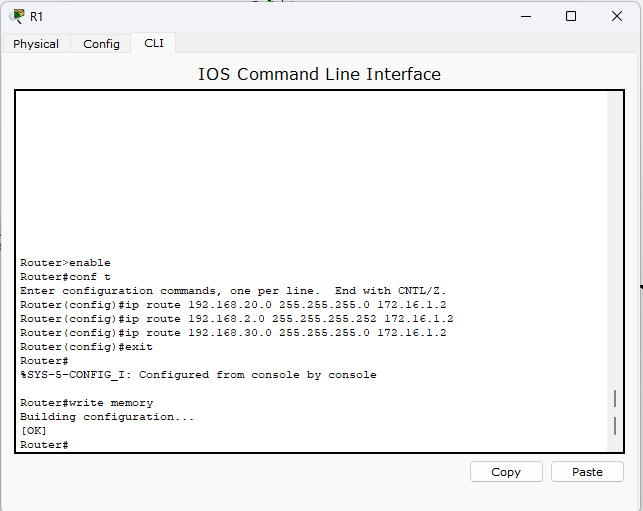 R1
Physical Config CLI
IOS Command Line Interface
Router>enable
Router#conf t
Enter configuration commands, one per line.  End with CNTL/Z.
Router(config)#ip route 192.168.20.0 255.255.255.0 172.16.1.2
Router(config)#ip route 192.168.2.0 255.255.255.252 172.16.1.2
Router(config)#ip route 192.168.30.0 255.255.255.0 172.16.1.2
Router(config)#exit
Router#
%SYS-5-CONFIG_I: Configured from console by console
Router#write memory
Building configuration...
[OK]
Router#
Copy Paste